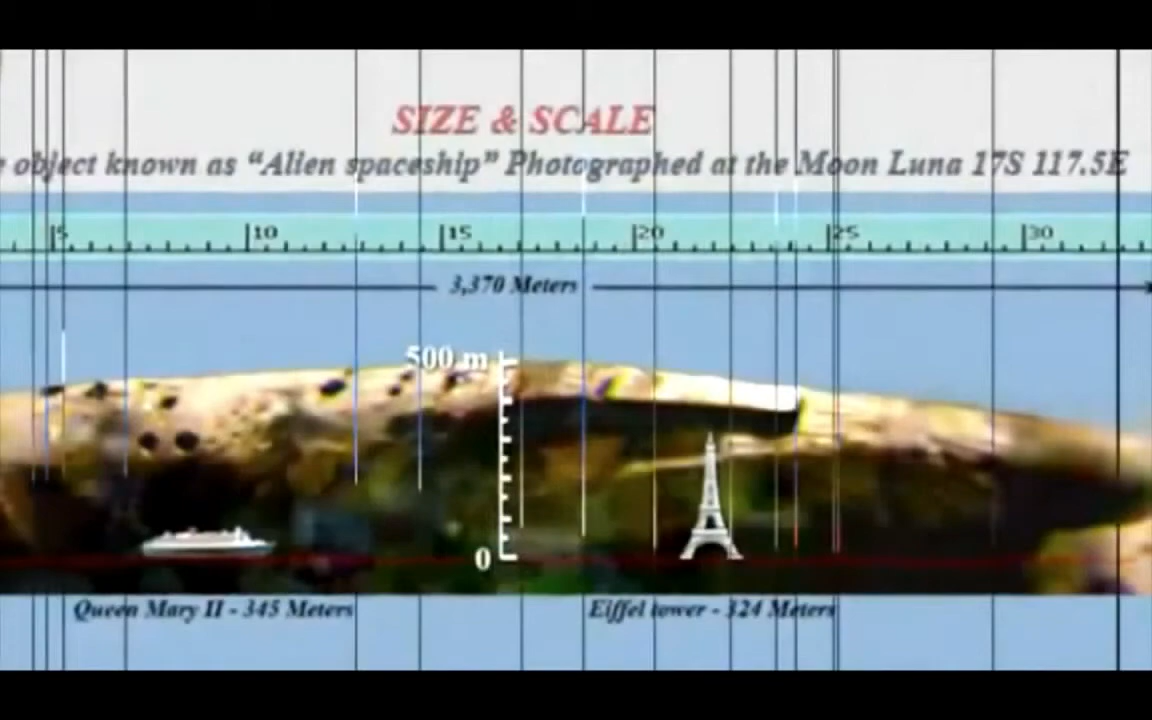 SIZE & SCALE
object known as “Alien spaceship” Photographed at the Moon Luna 17S 117.5E
5 10 15 20 25 30
3,370 Meters
500 m
0
Queen Mary II - 345 Meters
Eiffel tower - 324 Meters